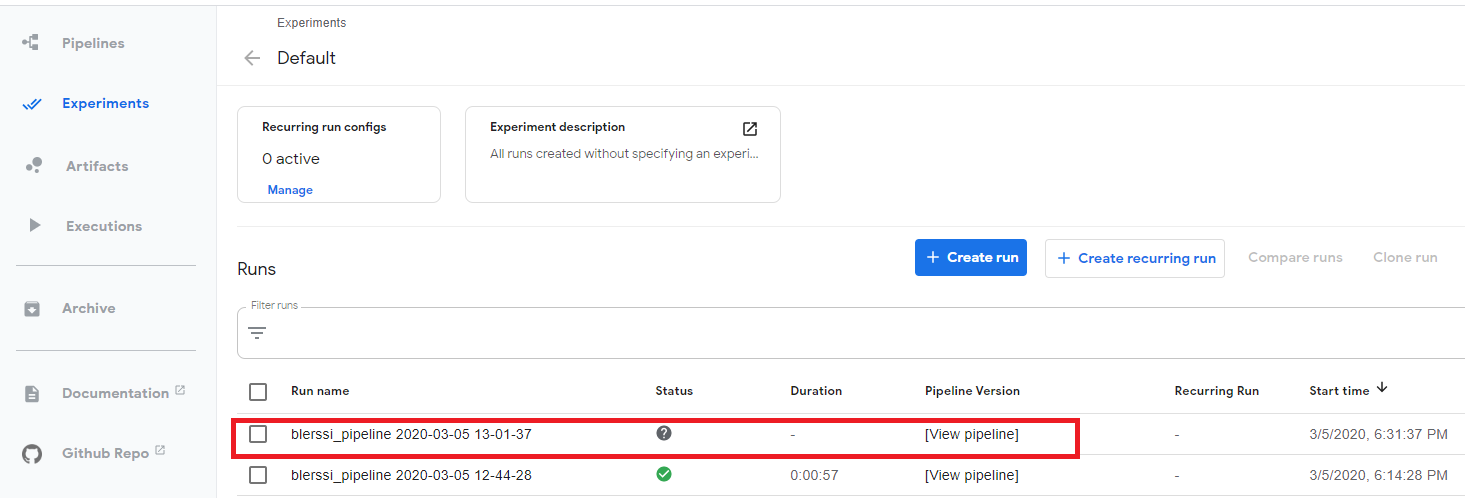 Experiments
Pipelines
Default
Experiments
Recurring run configs
Experiment description
0 active
All runs created without specifying an experi...
Artifacts
Manage
Executions
+ Create run
+ Create recurring run
Compare runs
Clone run
Runs
Archive
Filter runs
Documentation
Run name Status Duration Pipeline Version Recurring Run Start time
blerssi_pipeline 2020-03-05 13-01-37 - [View pipeline] - 3/5/2020, 6:31:37 PM
Github Repo
blerssi_pipeline 2020-03-05 12-44-28 0:00:57 [View pipeline] - 3/5/2020, 6:14:28 PM